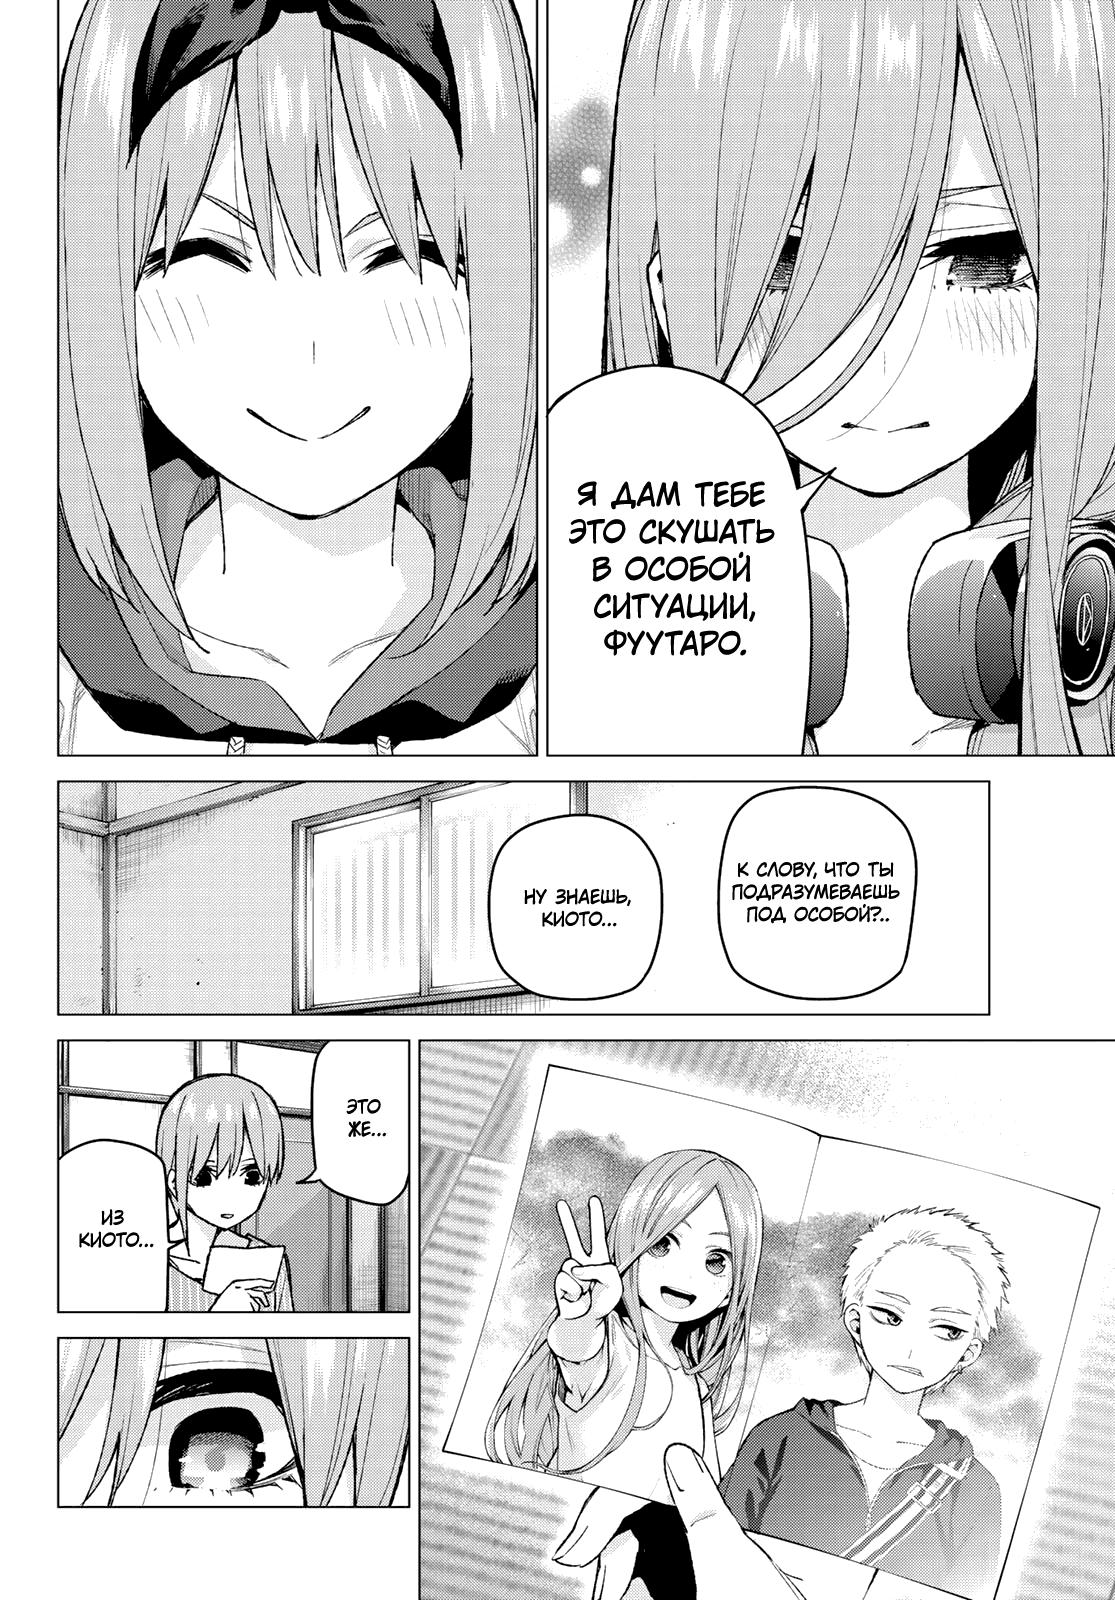 Я ДАМ ТЕБЕ
ЭТО СКУШАТЬ
В ОСОБОЙ
СИТУАЦИИ,
ФУУТАРО.
К СЛОВУ, ЧТО ТЫ
ПОДРАЗУМЕВАЕШЬ
ПОД ОСОБОЙ?..
НУ ЗНАЕШЬ,
КИОТО...
ЭТО
ЖЕ...
ИЗ
КИОТО...